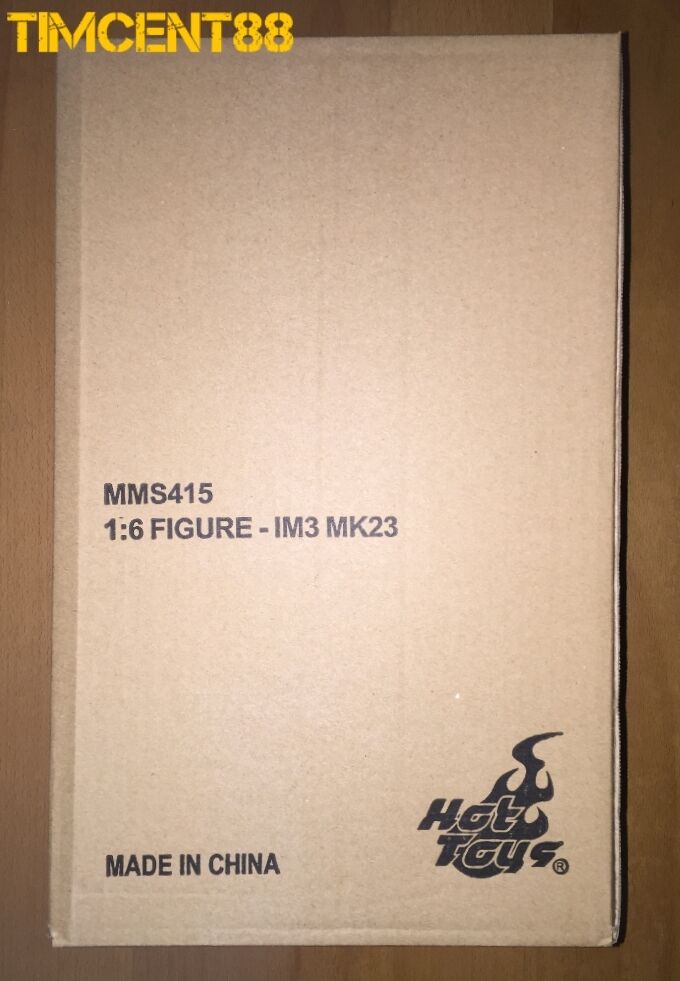 TIMCENT88
MMS415
1:6 FIGURE - IM3 MK23
Hot
Toys®
MADE IN CHINA